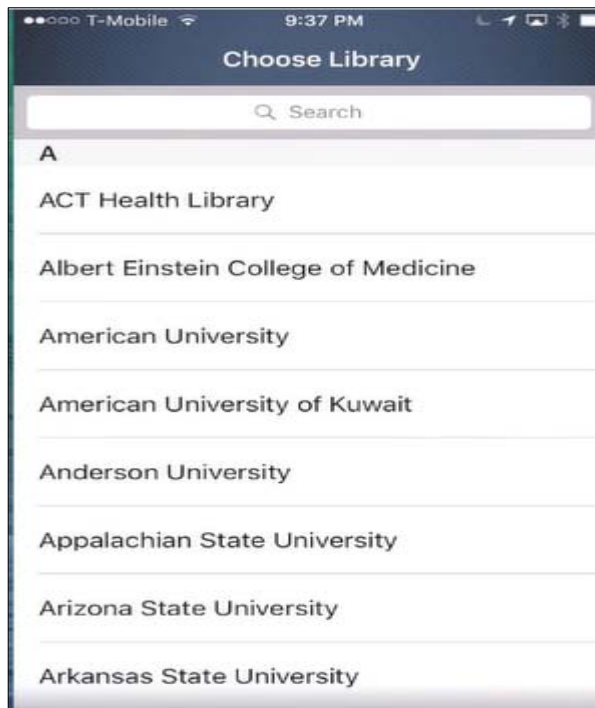 T-Mobile 9:37 PM
Choose Library
Search
A
ACT Health Library
Albert Einstein College of Medicine
American University
American University of Kuwait
Anderson University
Appalachian State University
Arizona State University
Arkansas State University